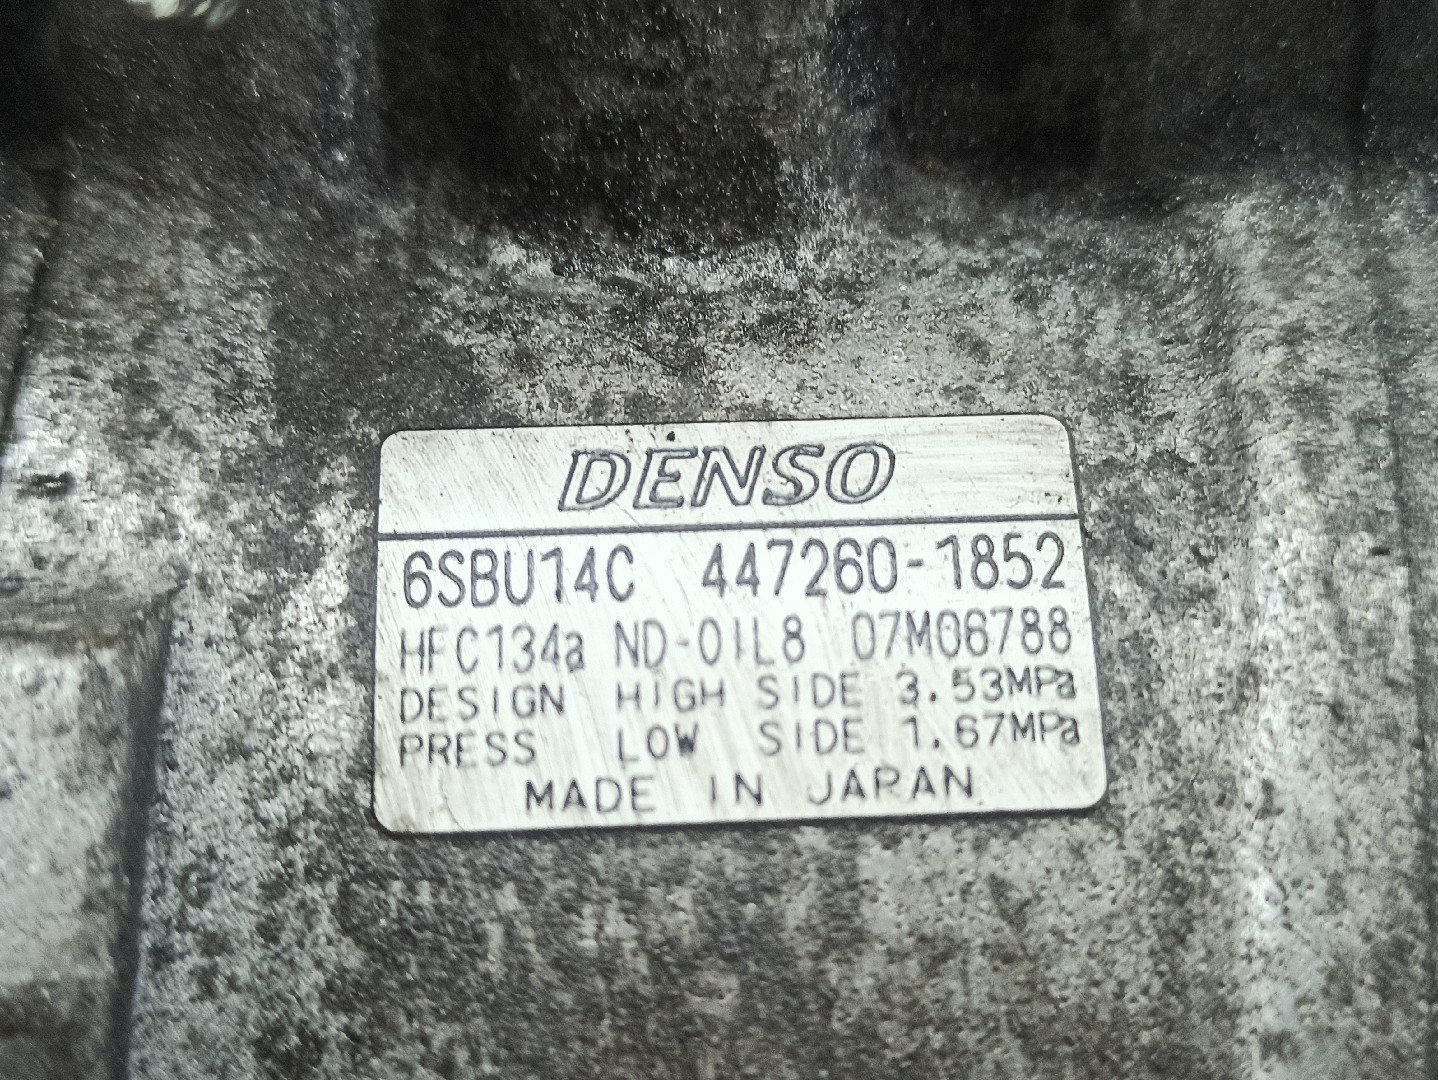 DENSO
6SBU14C 447260-1852
HFC134a ND-OIL8 07M06788
DESIGN HIGH SIDE 3.53MPa
PRESS LOW SIDE 1.67MPa
MADE IN JAPAN